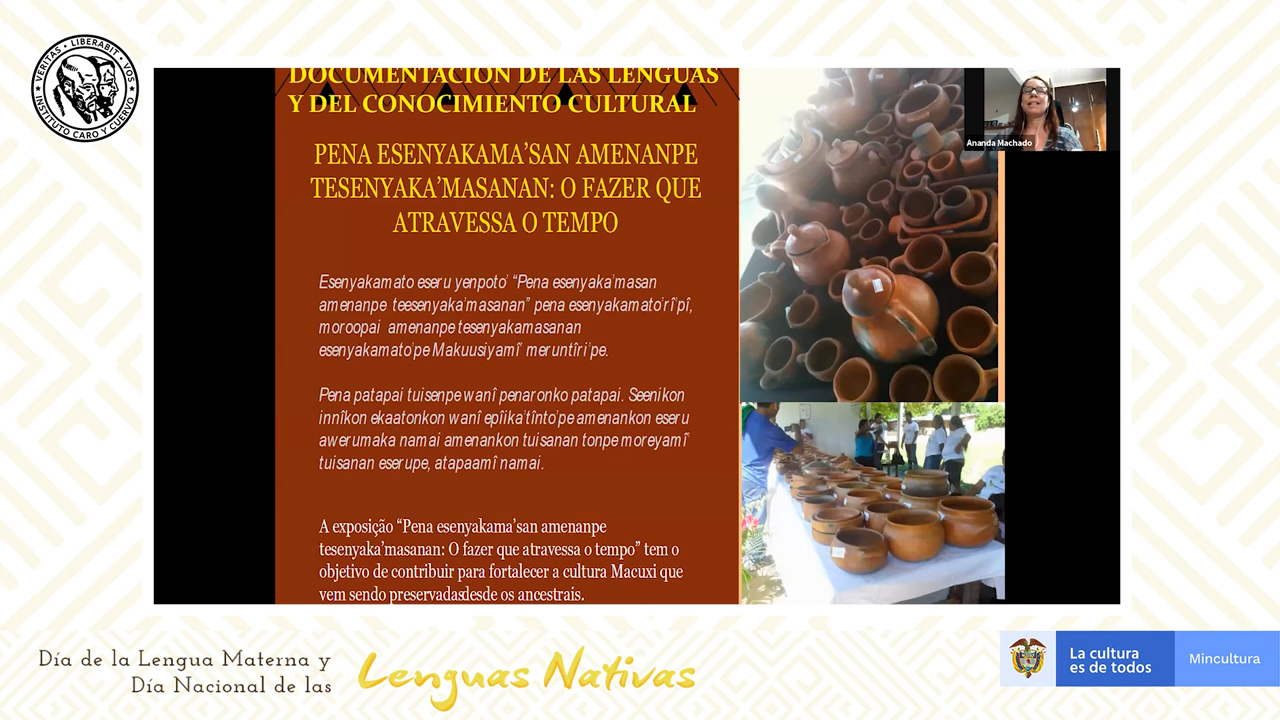 VERITAS • LIBERABIT • VOS
INSTITUTO CARO Y CUERVO
DOCUMENTACIÓN DE LAS LENGUAS
Y DEL CONOCIMIENTO CULTURAL
PENA ESENYAKAMA'SAN AMENANPE
TESENYAKA'MASANAN: O FAZER QUE
ATRAVESSA O TEMPO
Esenyakamato eseru yenpoto' “Pena esenyaka'masan
amenanpe teesenyaka'masanan” pena esenyakamato'rî'pî,
moroopai amenanpe tesenyakamasanan
esenyakamato'pe Makuusiyamî' meruntîri'pe.
Pena patapai tuisenpe wanî penaronko patapai. Seenikon
innîkon ekaatonkon wanî epîika'tînto'pe amenankon eseru
awerumaka namai amenankon tuisanan tonpe moreyamî'
tuisanan eserupe, atapaamî namai.
A exposição “Pena esenyakama'san amenanpe
tesenyaka'masanan: O fazer que atravessa o tempo” tem o
objetivo de contribuir para fortalecer a cultura Macuxi que
vem sendo preservadasdesde os ancestrais.
Ananda Machado
Día de la Lengua Materna y
Día Nacional de las
Lenguas Nativas
La cultura
es de todos
Mincultura